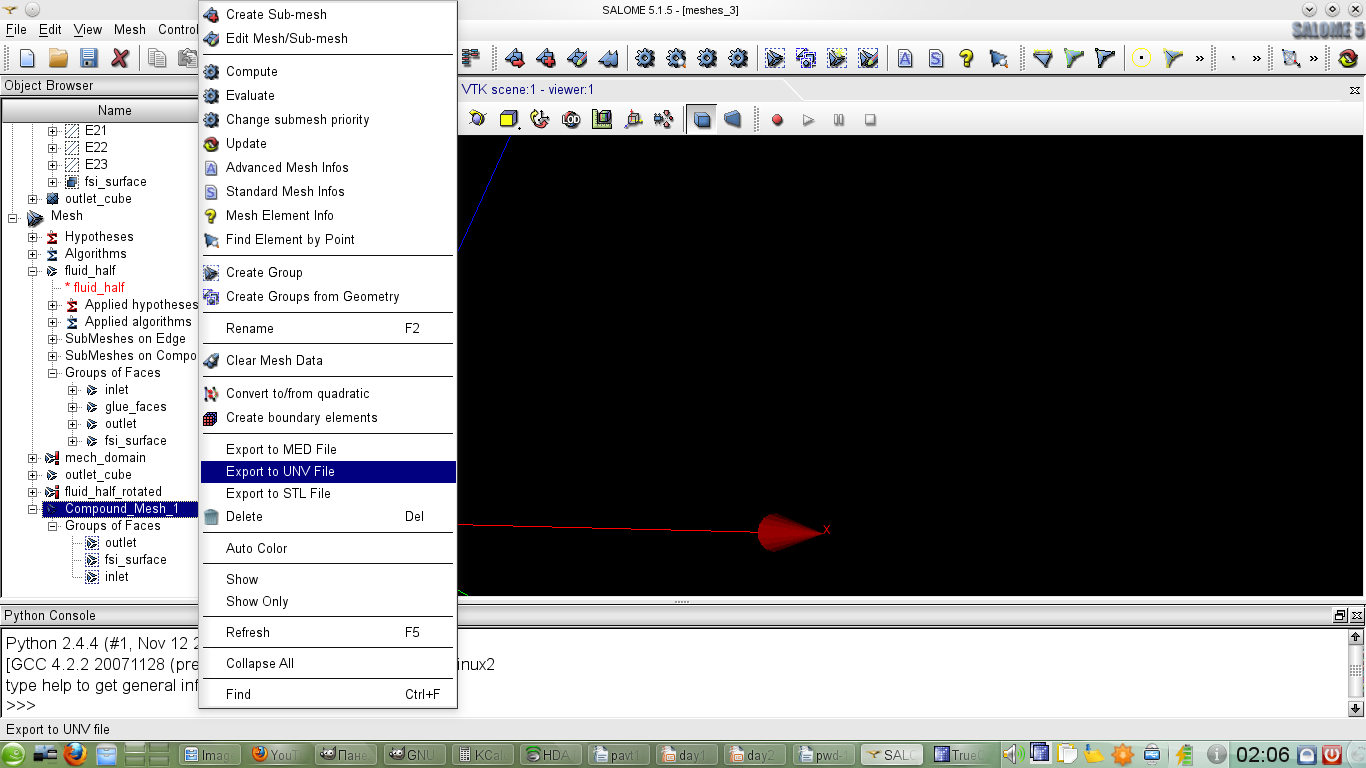 SALOME 5.1.5 - [meshes_3]
File Edit View Mesh Control
SALOME 5
Object Browser
Name
E21
E22
E23
fsi_surface
outlet_cube
Mesh
Hypotheses
Algorithms
fluid_half
* fluid_half
Applied hypotheses
Applied algorithms
SubMeshes on Edge
SubMeshes on Compo
Groups of Faces
inlet
glue_faces
outlet
fsi_surface
mech_domain
outlet_cube
fluid_half_rotated
Compound_Mesh_1
Groups of Faces
outlet
fsi_surface
inlet
Create Sub-mesh
Edit Mesh/Sub-mesh
Compute
Evaluate
Change submesh priority
Update
Advanced Mesh Infos
Standard Mesh Infos
Mesh Element Info
Find Element by Point
Create Group
Create Groups from Geometry
Rename F2
Clear Mesh Data
Convert to/from quadratic
Create boundary elements
Export to MED File
Export to UNV File
Export to STL File
Delete Del
Auto Color
Show
Show Only
Refresh F5
Collapse All
Find Ctrl+F
VTK scene:1 - viewer:1
LOD
X
Python Console
Python 2.4.4 (#1, Nov 12 2
[GCC 4.2.2 20071128 (pre inux2
type help to get general inf
>>>
Export to UNV file
Imag YouT Пане GNU KCal HDA pavt1 day1 day2 pwd-1 SALO TrueC 02:06